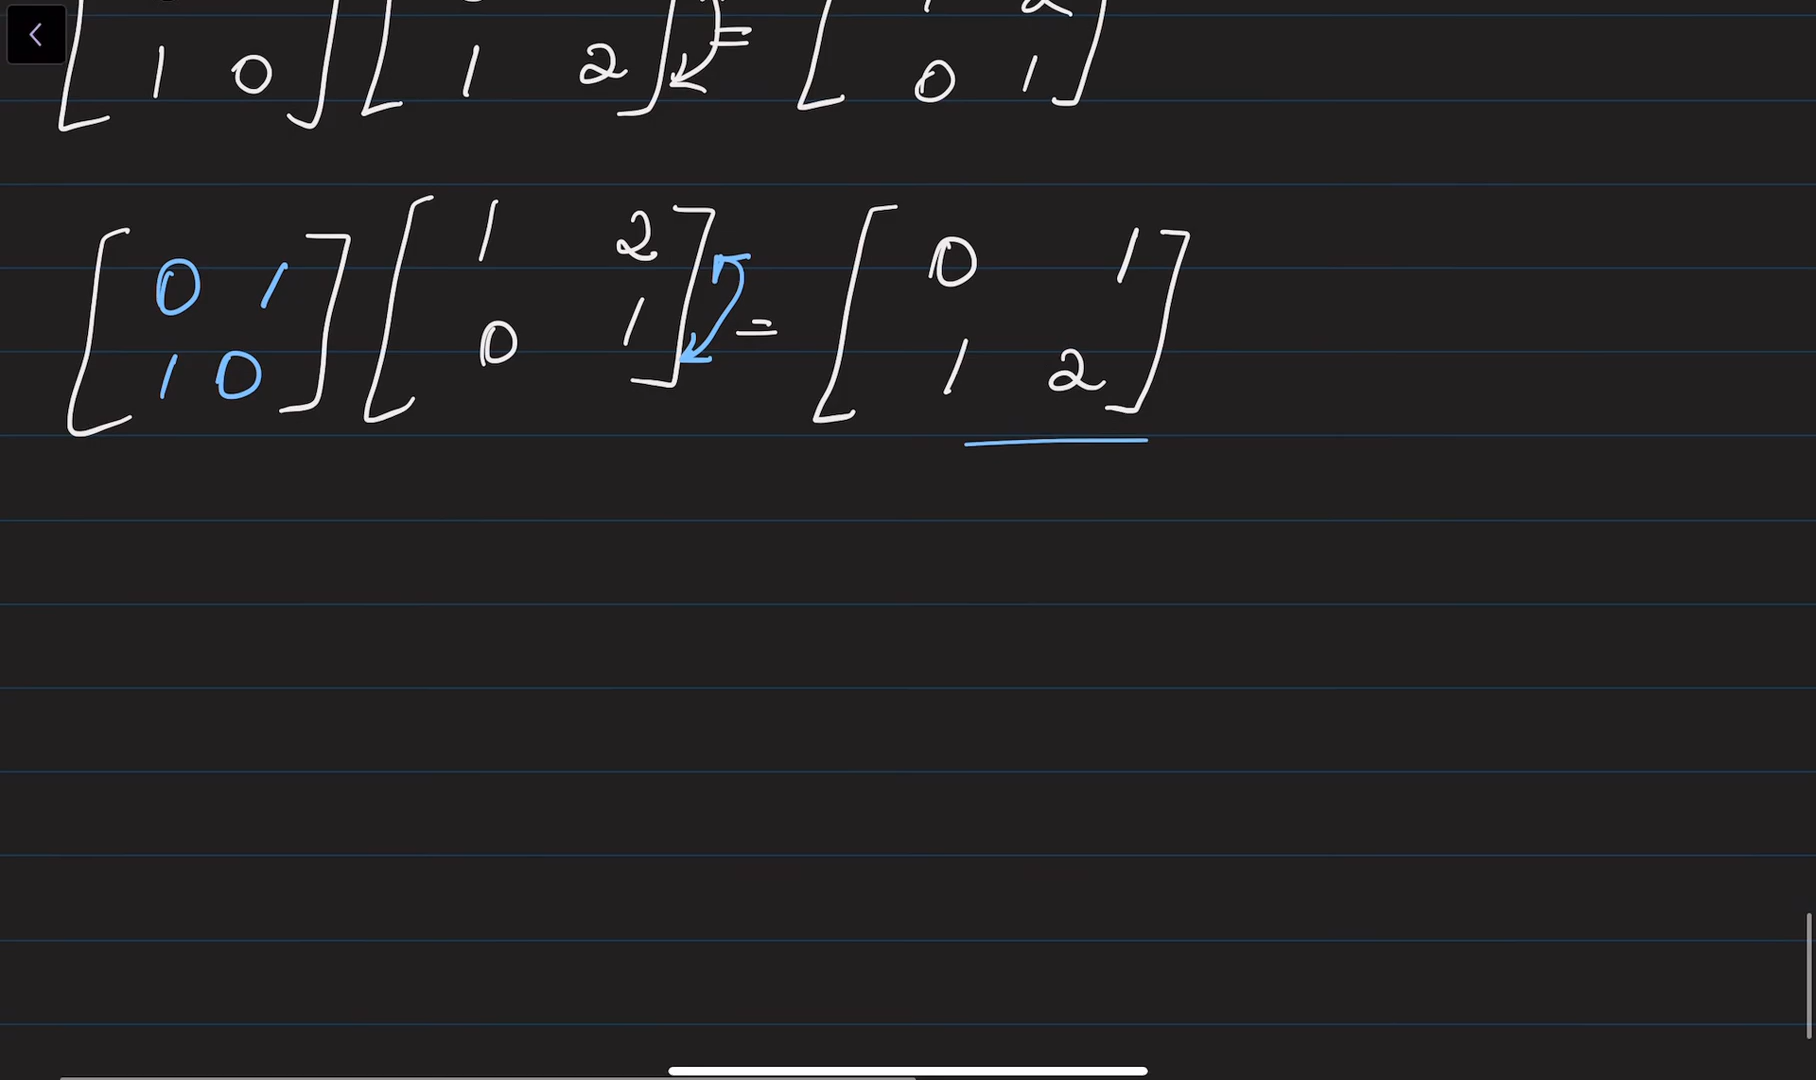 1 0 1 2 = 0 1
[ 0 1 [ 1 2 ] = [ 0 1
1 0 ] 0 1 1 2 ]